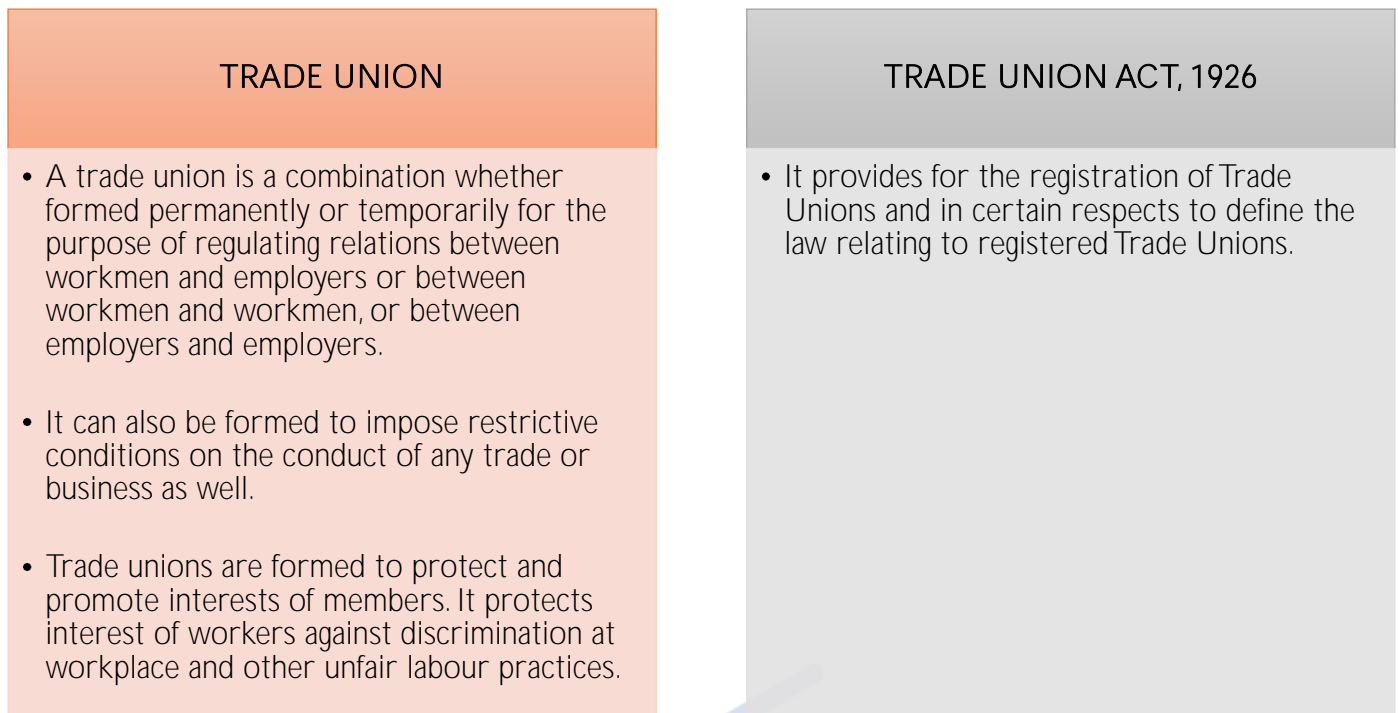 TRADE UNION
• A trade union is a combination whether
formed permanently or temporarily for the
purpose of regulating relations between
workmen and employers or between
workmen and workmen, or between
employers and employers.
• It can also be formed to impose restrictive
conditions on the conduct of any trade or
business as well.
• Trade unions are formed to protect and
promote interests of members. It protects
interest of workers against discrimination at
workplace and other unfair labour practices.
TRADE UNION ACT, 1926
• It provides for the registration of Trade
Unions and in certain respects to define the
law relating to registered Trade Unions.